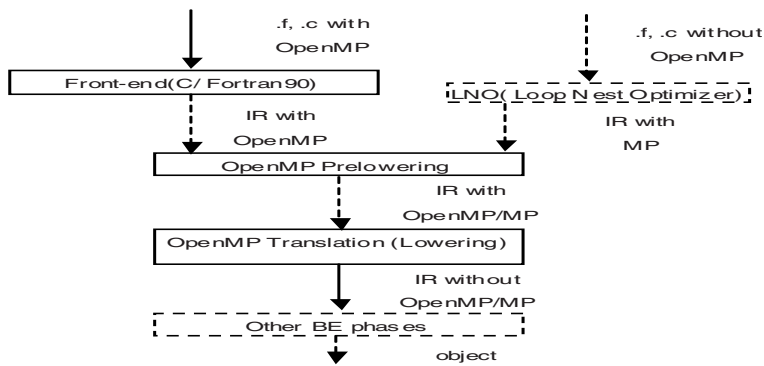 .f, .c with
OpenMP
.f, .c without
OpenMP
Front-end(C/Fortran90)
LNO(Loop Nest Optimizer)
IR with
OpenMP
IR with
MP
OpenMP Prelowering
IR with
OpenMP/MP
OpenMP Translation (Lowering)
IR without
OpenMP/MP
Other BE phases
object